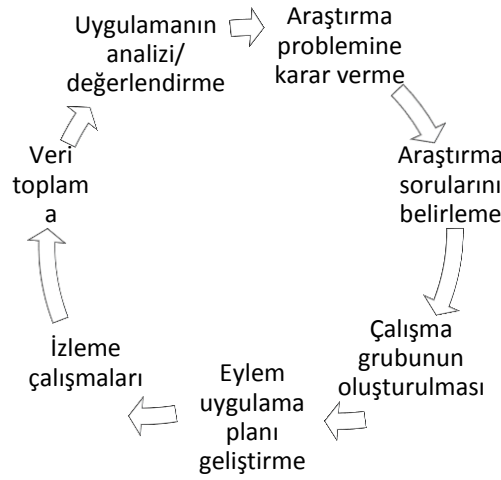 Araştırma
problemine
karar verme
Araştırma
sorularını
belirleme
Çalışma
grubunun
oluşturulması
Eylem
uygulama
planı
geliştirme
İzleme
çalışmaları
Veri
toplam
a
Uygulamanın
analizi/
değerlendirme